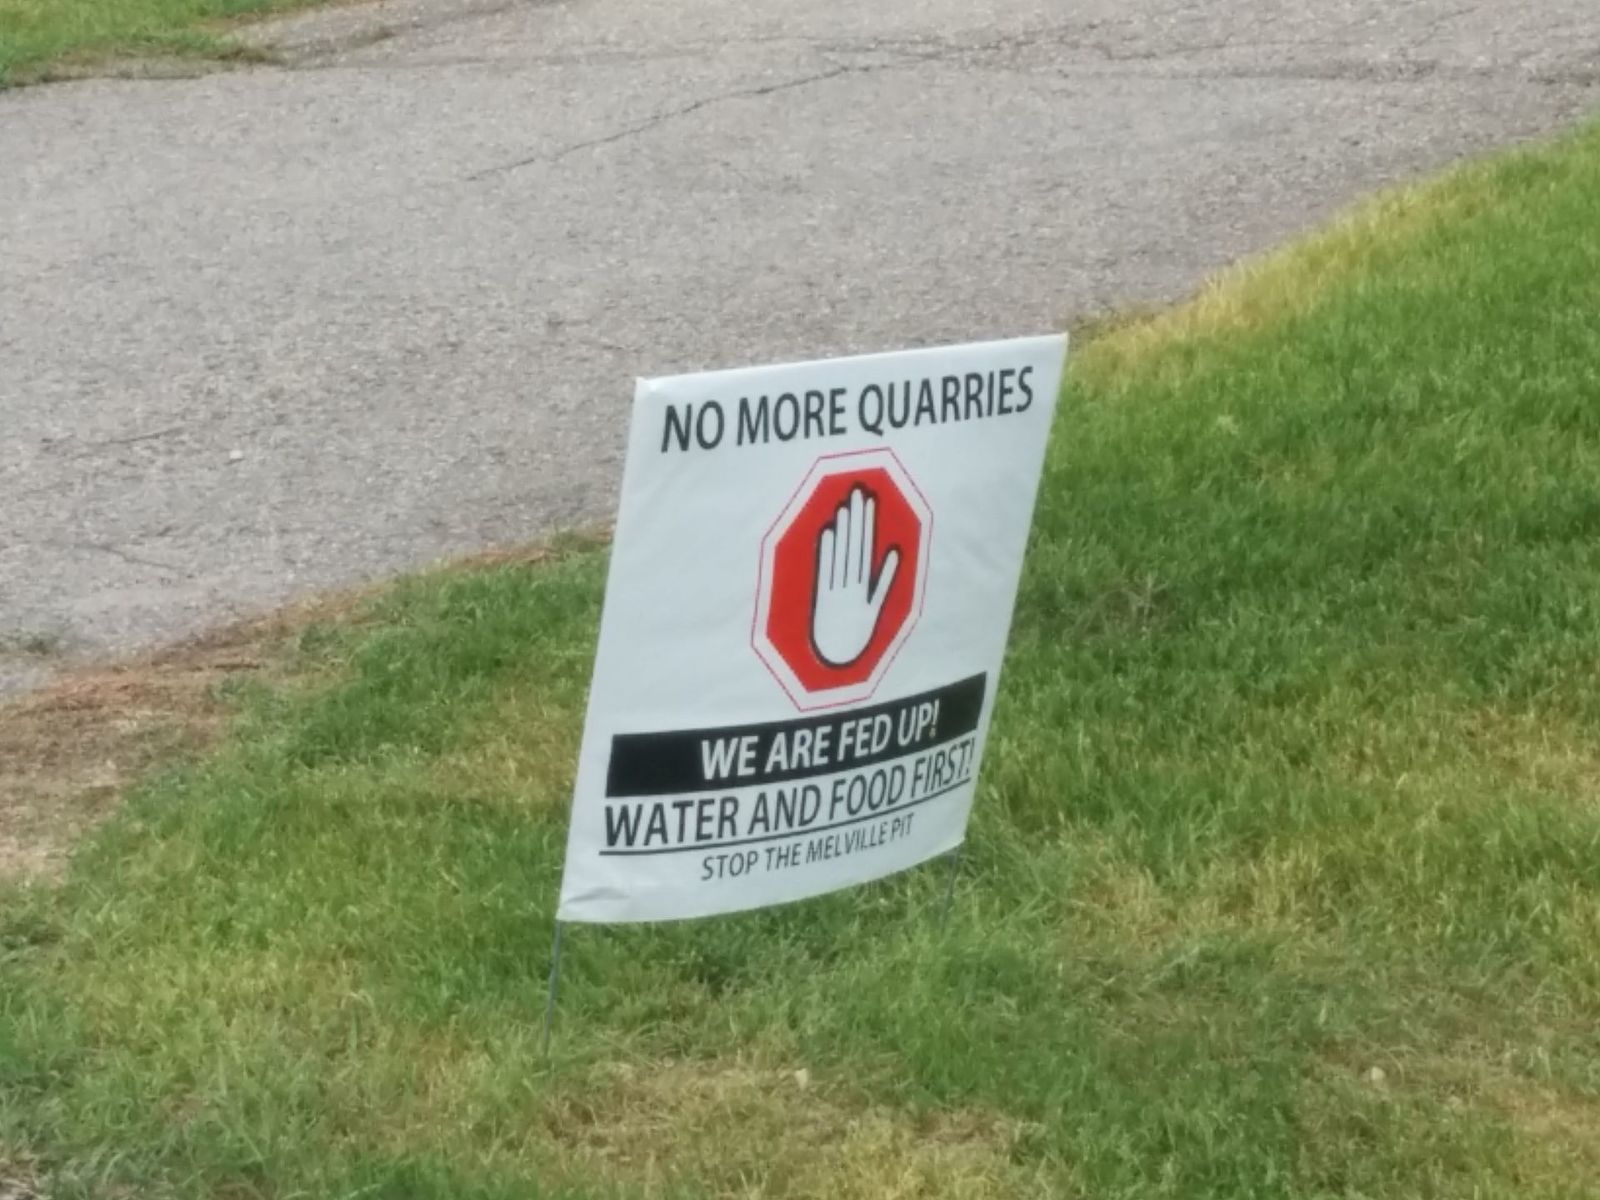 NO MORE QUARRIES
WE ARE FED UP!
WATER AND FOOD FIRST!
STOP THE MELVILLE PIT